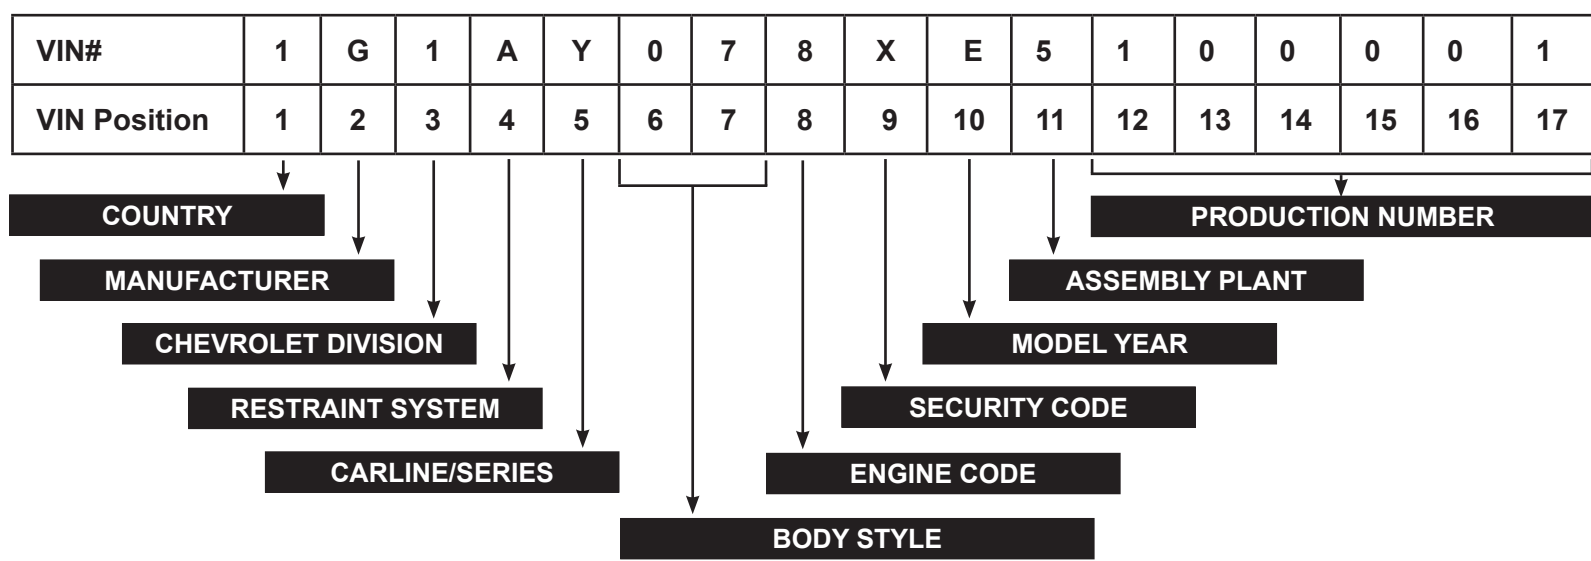 VIN# 1 G 1 A Y 0 7 8 X E 5 1 0 0 0 0 1
VIN Position 1 2 3 4 5 6 7 8 9 10 11 12 13 14 15 16 17
COUNTRY
PRODUCTION NUMBER
MANUFACTURER
ASSEMBLY PLANT
CHEVROLET DIVISION
MODEL YEAR
RESTRAINT SYSTEM
SECURITY CODE
CARLINE/SERIES
ENGINE CODE
BODY STYLE